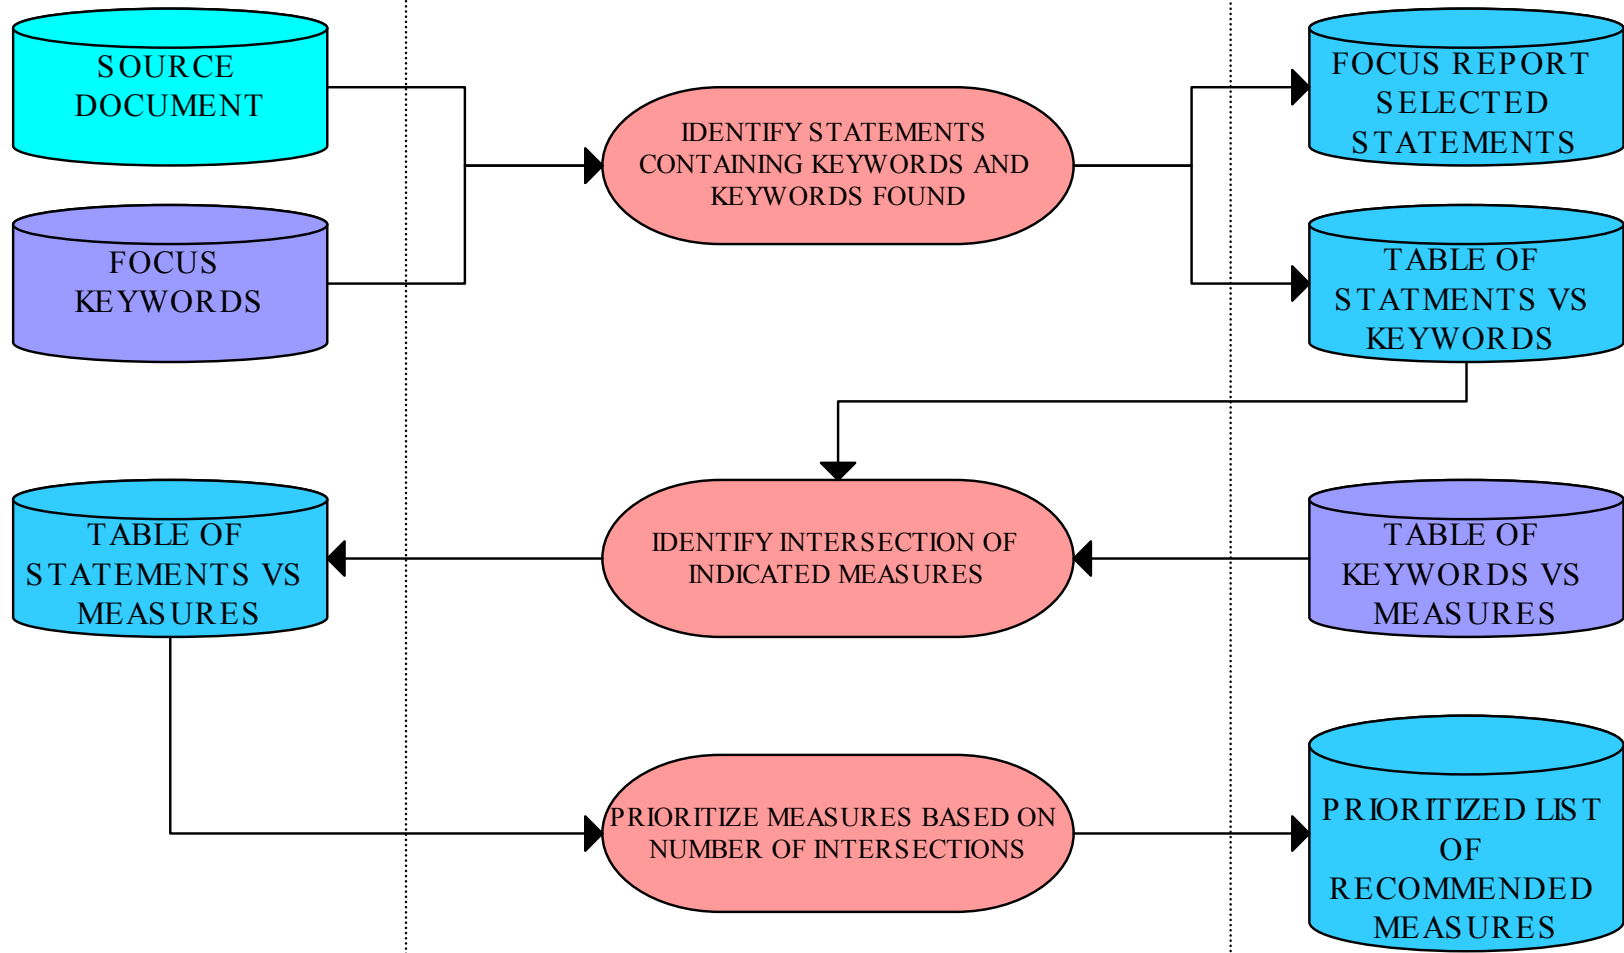 SOURCE
DOCUMENT
IDENTIFY STATEMENTS
CONTAINING KEYWORDS AND
KEYWORDS FOUND
FOCUS REPORT
SELECTED
STATEMENTS
FOCUS
KEYWORDS
TABLE OF
STATMENTS VS
KEYWORDS
TABLE OF
STATEMENTS VS
MEASURES
IDENTIFY INTERSECTION OF
INDICATED MEASURES
TABLE OF
KEYWORDS VS
MEASURES
PRIORITIZE MEASURES BASED ON
NUMBER OF INTERSECTIONS
PRIORITIZED LIST
OF
RECOMMENDED
MEASURES